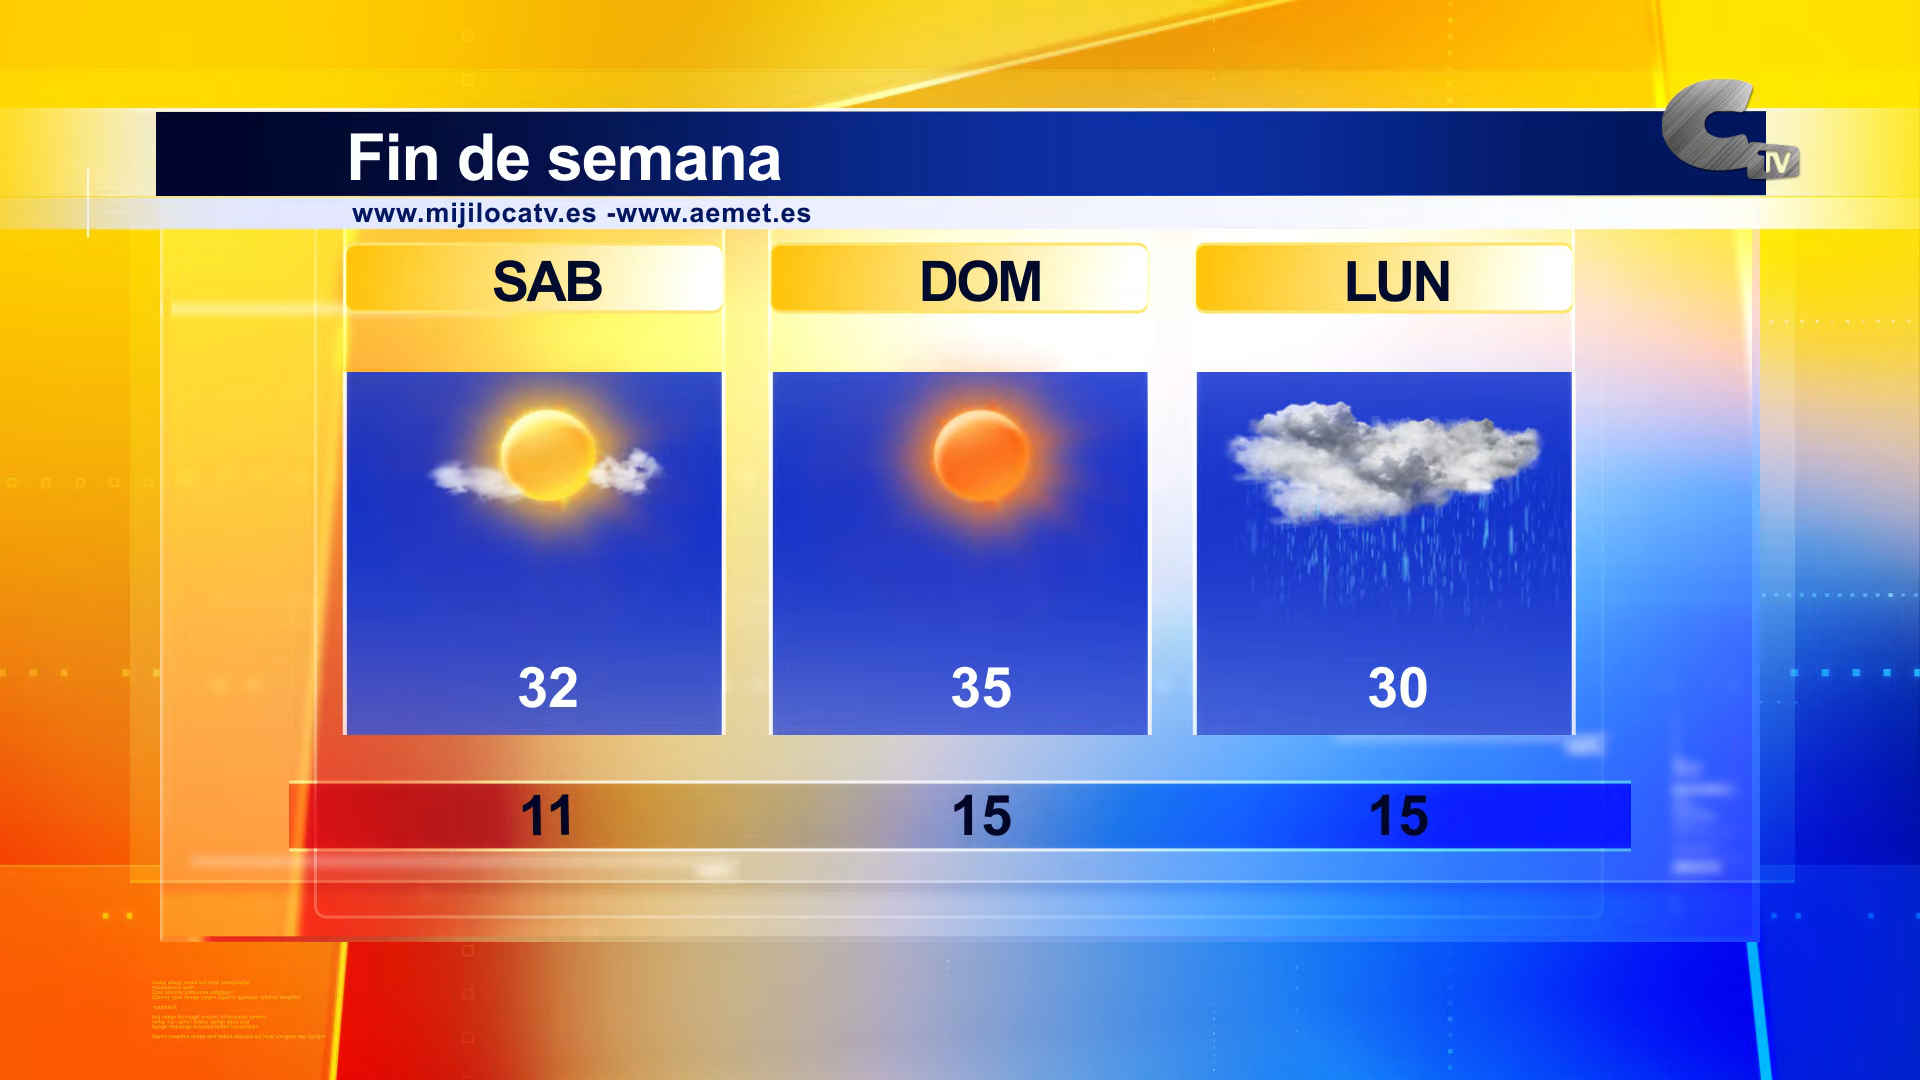 Fin de semana
TV
www.mijilocatv.es -www.aemet.es
SAB DOM LUN
32 35 30
11 15 15